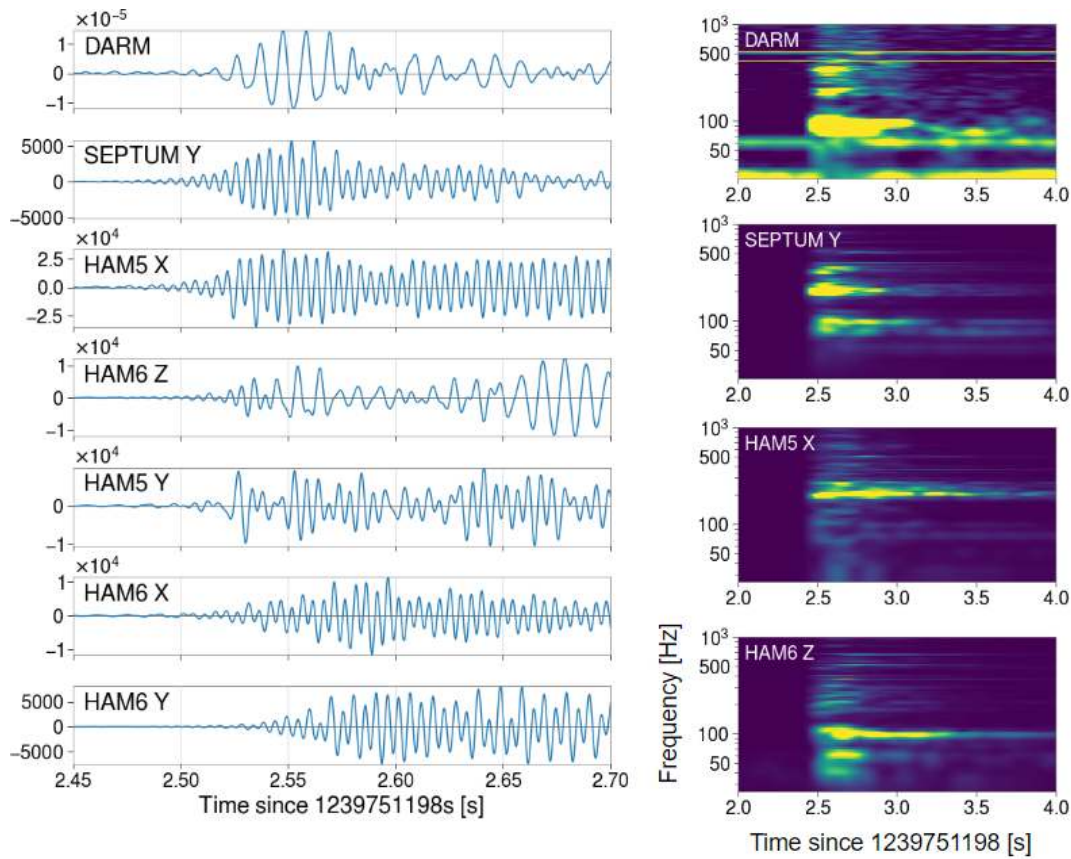 ×10⁻⁵
DARM
1
0
−1
SEPTUM Y
5000
0
−5000
×10⁴
HAM5 X
2.5
0.0
−2.5
×10⁴
HAM6 Z
1
0
−1
×10⁴
HAM5 Y
0
−1
×10⁴
HAM6 X
1
0
−1
HAM6 Y
5000
0
−5000
2.45 2.50 2.55 2.60 2.65 2.70
Time since 1239751198s [s]
DARM
10³
500
100
50
2.0 2.5 3.0 3.5 4.0
SEPTUM Y
10³
500
100
50
2.0 2.5 3.0 3.5 4.0
HAM5 X
10³
500
100
50
2.0 2.5 3.0 3.5 4.0
HAM6 Z
10³
500
100
50
2.0 2.5 3.0 3.5 4.0
Frequency [Hz]
Time since 1239751198 [s]